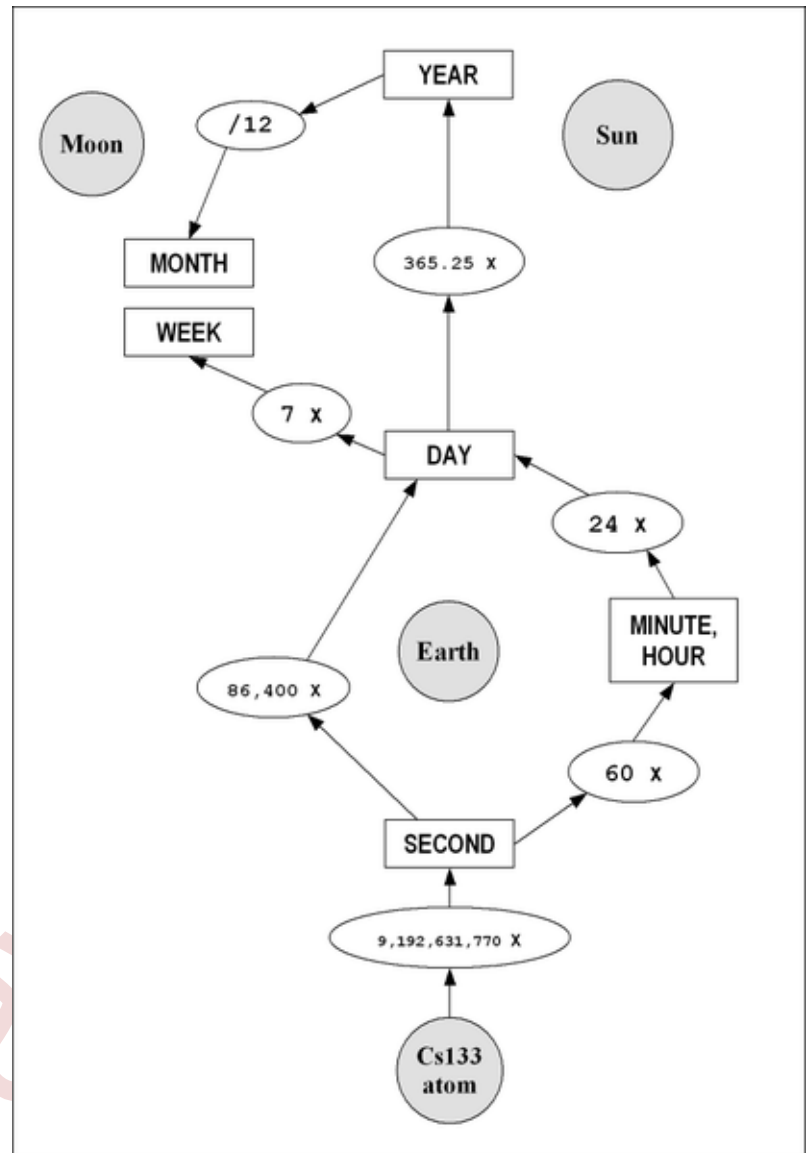 YEAR
/12
Moon
Sun
MONTH
365.25 X
WEEK
7 X
DAY
24 X
MINUTE,
HOUR
Earth
86,400 X
60 X
SECOND
9,192,631,770 X
Cs133
atom